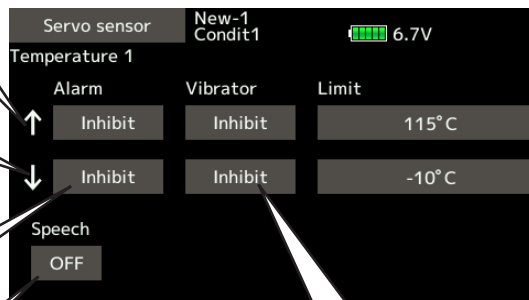 Servo sensor
New-1
Condit1
6.7V
Temperature 1
Alarm Vibrator Limit
↑ Inhibit Inhibit 115°C
↓ Inhibit Inhibit -10°C
Speech
OFF